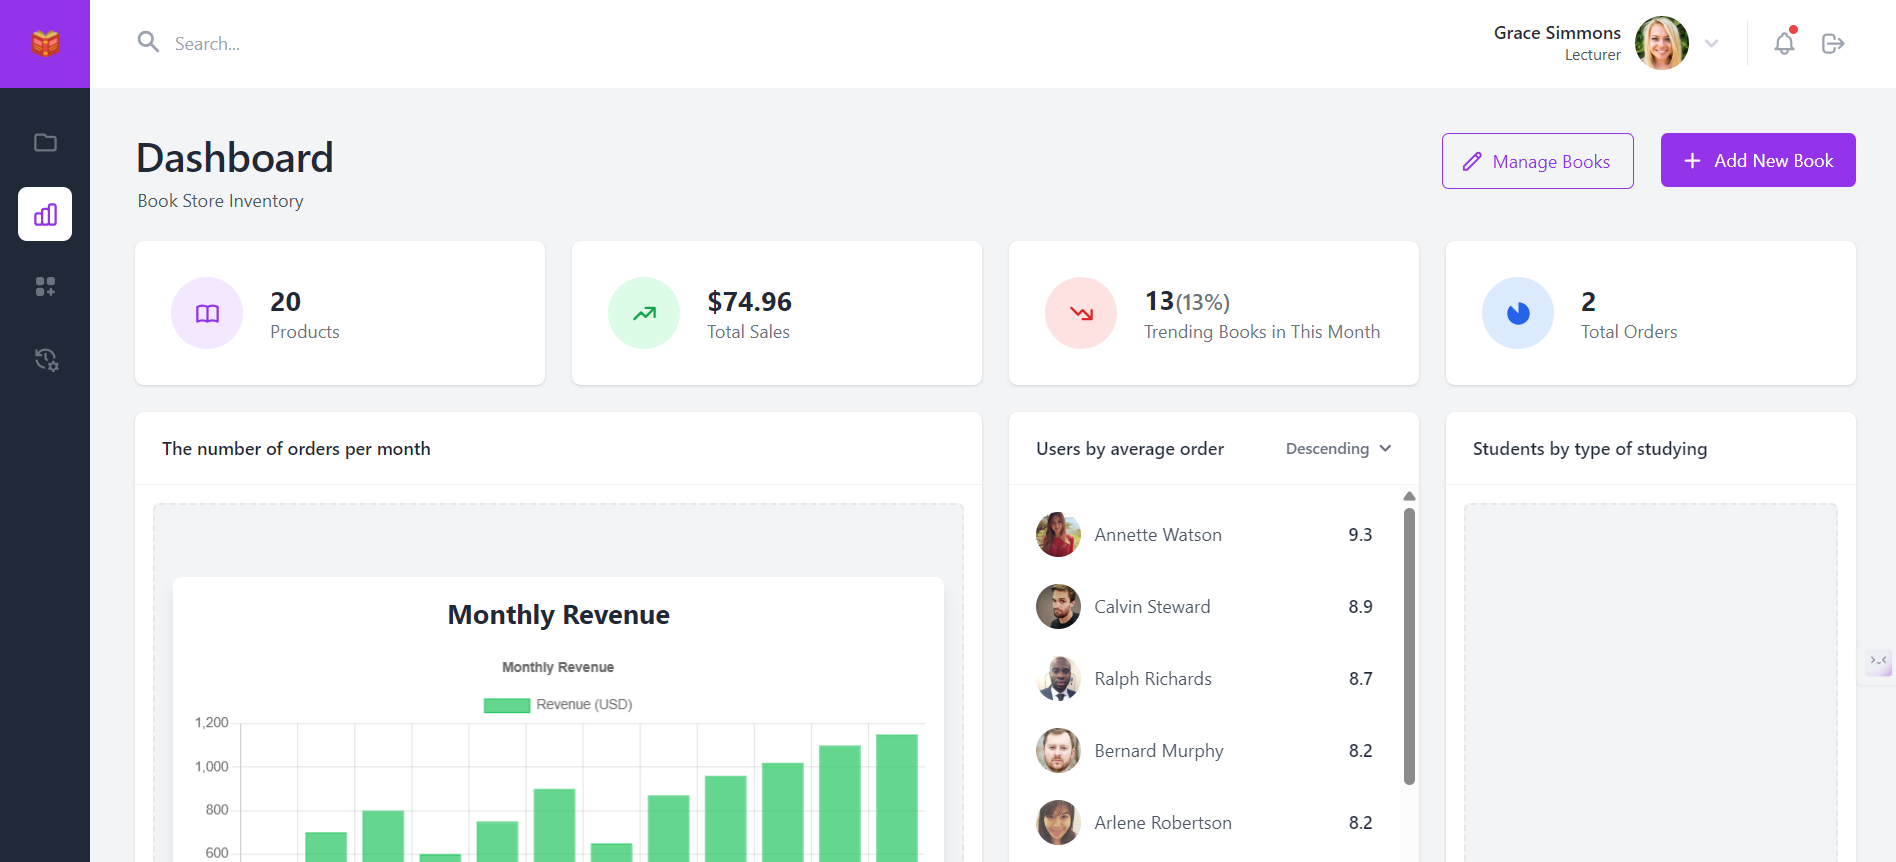 Search...
Grace Simmons
Lecturer
Dashboard
Book Store Inventory
Manage Books
Add New Book
20
Products
$74.96
Total Sales
13(13%)
Trending Books in This Month
2
Total Orders
The number of orders per month
Monthly Revenue
Monthly Revenue
Revenue (USD)
1,200
1,000
800
600
Users by average order
Descending
Annette Watson 9.3
Calvin Steward 8.9
Ralph Richards 8.7
Bernard Murphy 8.2
Arlene Robertson 8.2
Students by type of studying